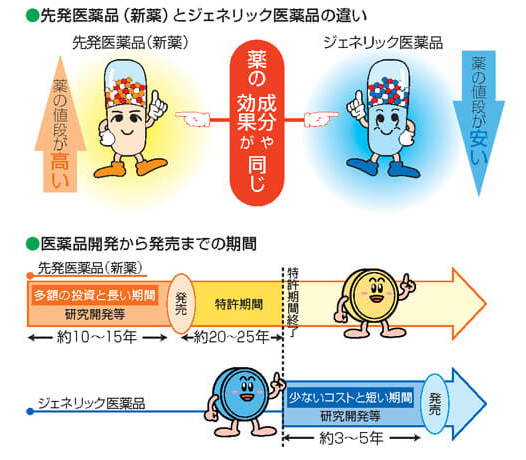 ●先発医薬品（新薬）とジェネリック医薬品の違い
先発医薬品(新薬)
ジェネリック医薬品
薬の値段が高い
薬の成分や効果が同じ
薬の値段が安い
●医薬品開発から発売までの期間
先発医薬品(新薬)
多額の投資と長い期間
研究開発等
発売
特許期間
特許期間終了
約10～15年
約20～25年
ジェネリック医薬品
少ないコストと短い期間
研究開発等
発売
約3～5年